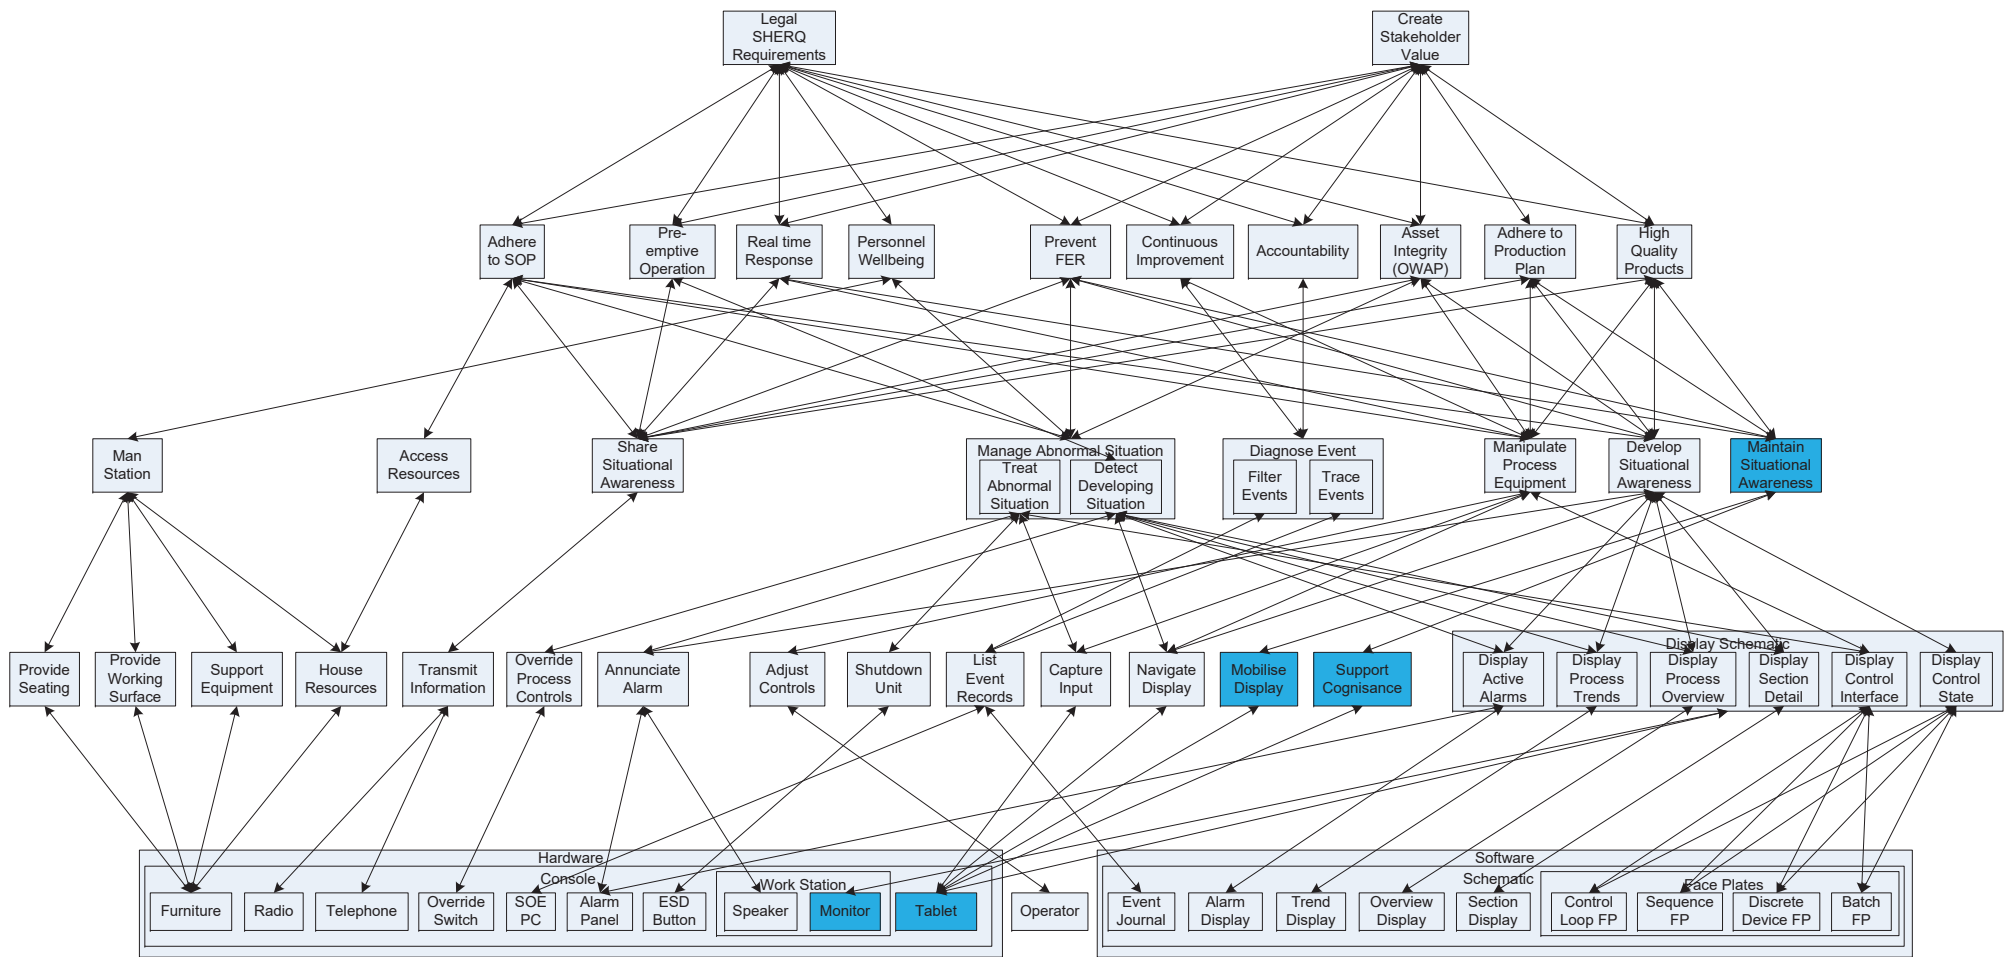 Legal
SHERQ
Requirements
Create
Stakeholder
Value
Adhere
to SOP
Pre-
emptive
Operation
Real time
Response
Personnel
Wellbeing
Prevent
FER
Continuous
Improvement
Accountability
Asset
Integrity
(OWAP)
Adhere to
Production
Plan
High
Quality
Products
Man
Station
Access
Resources
Share
Situational
Awareness
Manage Abnormal Situation
Treat
Abnormal
Situation
Detect
Developing
Situation
Diagnose Event
Filter
Events
Trace
Events
Manipulate
Process
Equipment
Develop
Situational
Awareness
Maintain
Situational
Awareness
Provide
Seating
Provide
Working
Surface
Support
Equipment
House
Resources
Transmit
Information
Override
Process
Controls
Annunciate
Alarm
Adjust
Controls
Shutdown
Unit
List
Event
Records
Capture
Input
Navigate
Display
Mobilise
Display
Support
Cognisance
Display Schematic
Display
Active
Alarms
Display
Process
Trends
Display
Process
Overview
Display
Section
Detail
Display
Control
Interface
Display
Control
State
Hardware
Console
Furniture
Radio
Telephone
Override
Switch
SOE
PC
Alarm
Panel
ESD
Button
Work Station
Speaker
Monitor
Tablet
Operator
Software
Schematic
Event
Journal
Alarm
Display
Trend
Display
Overview
Display
Section
Display
Face Plates
Control
Loop FP
Sequence
FP
Discrete
Device FP
Batch
FP